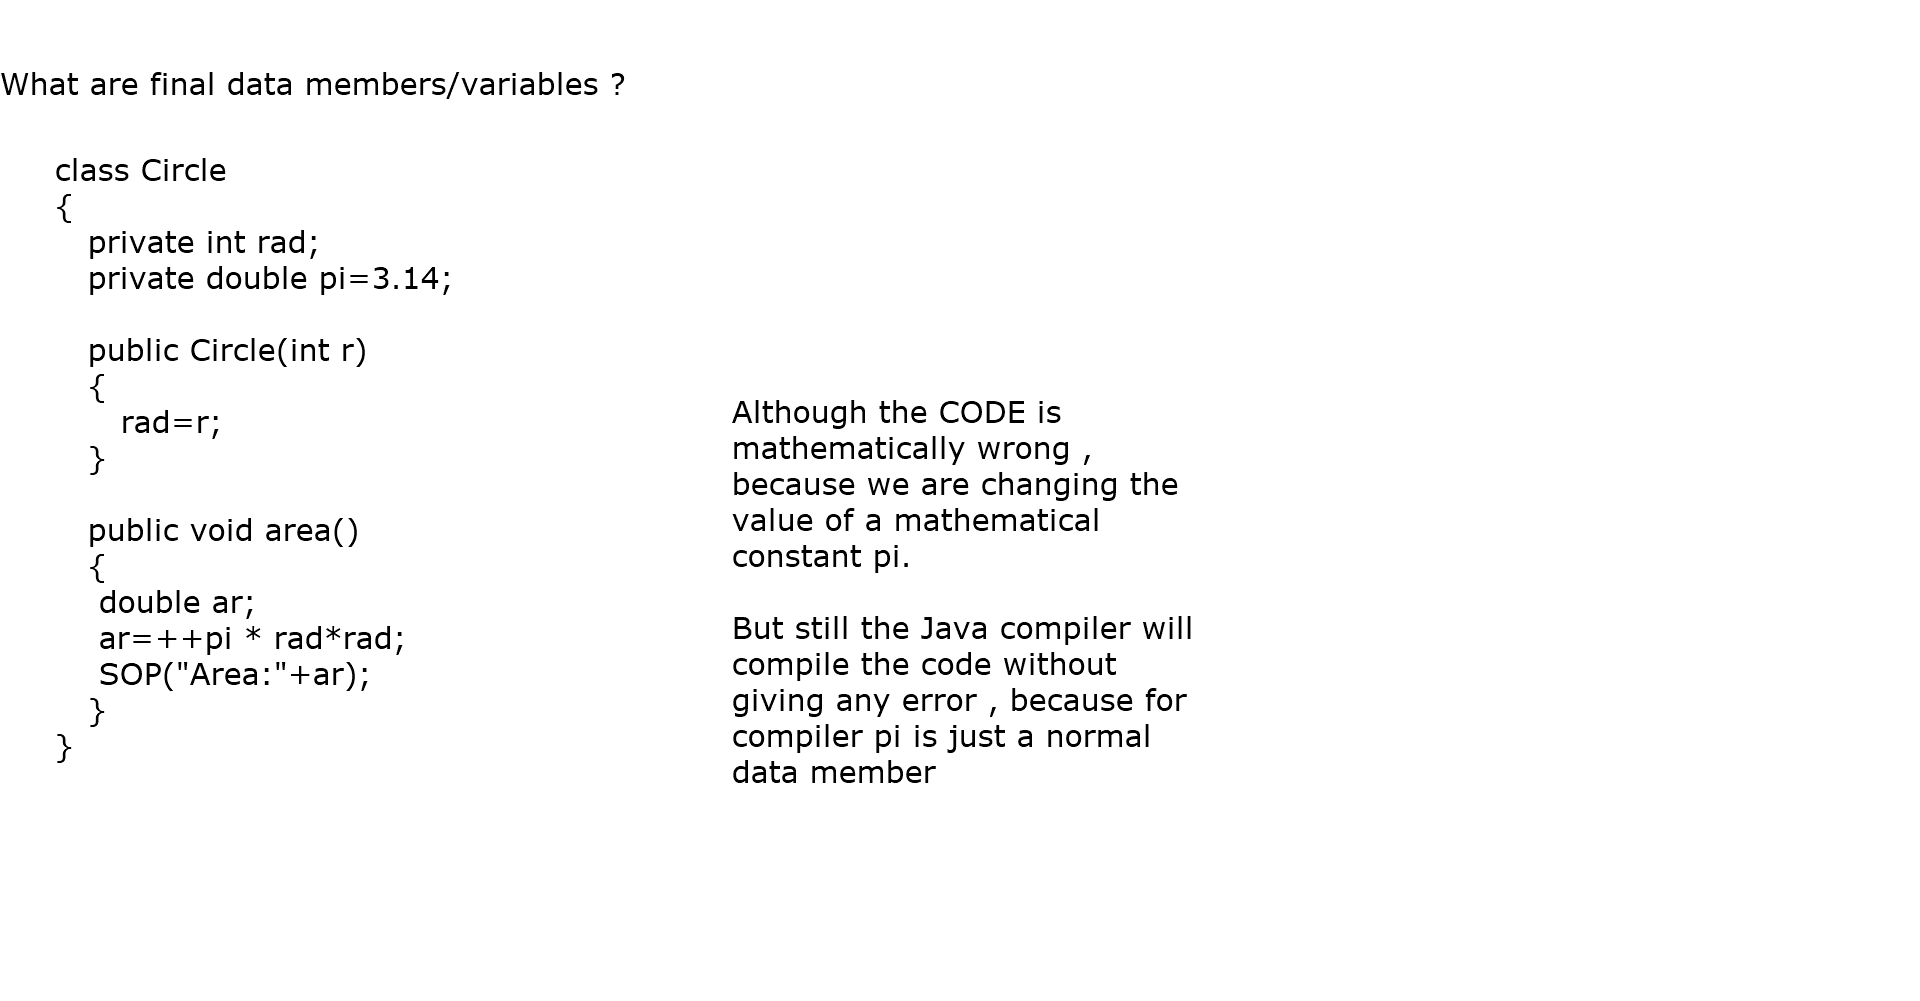 What are final data members/variables ?
class Circle
{
private int rad;
private double pi=3.14;
public Circle(int r)
{
rad=r;
}
public void area()
{
double ar;
ar=++pi * rad*rad;
SOP("Area:"+ar);
}
}
Although the CODE is
mathematically wrong ,
because we are changing the
value of a mathematical
constant pi.
But still the Java compiler will
compile the code without
giving any error , because for
compiler pi is just a normal
data member